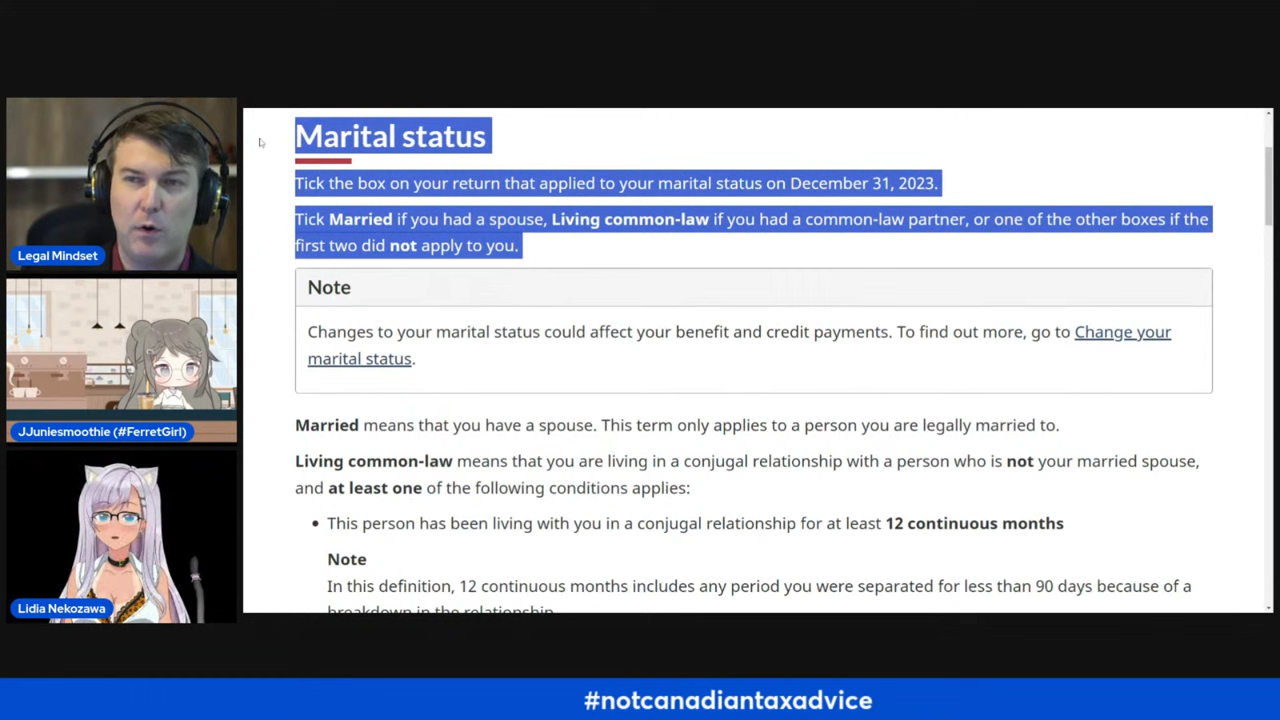 Legal Mindset
JJuniesmoothie (#FerretGirl)
Lidia Nekozawa
Marital status
Tick the box on your return that applied to your marital status on December 31, 2023.
Tick Married if you had a spouse, Living common-law if you had a common-law partner, or one of the other boxes if the
first two did not apply to you.
Note
Changes to your marital status could affect your benefit and credit payments. To find out more, go to Change your
marital status.
Married means that you have a spouse. This term only applies to a person you are legally married to.
Living common-law means that you are living in a conjugal relationship with a person who is not your married spouse,
and at least one of the following conditions applies:
• This person has been living with you in a conjugal relationship for at least 12 continuous months
Note
In this definition, 12 continuous months includes any period you were separated for less than 90 days because of a
breakdown in the relationship
#notcanadiantaxadvice